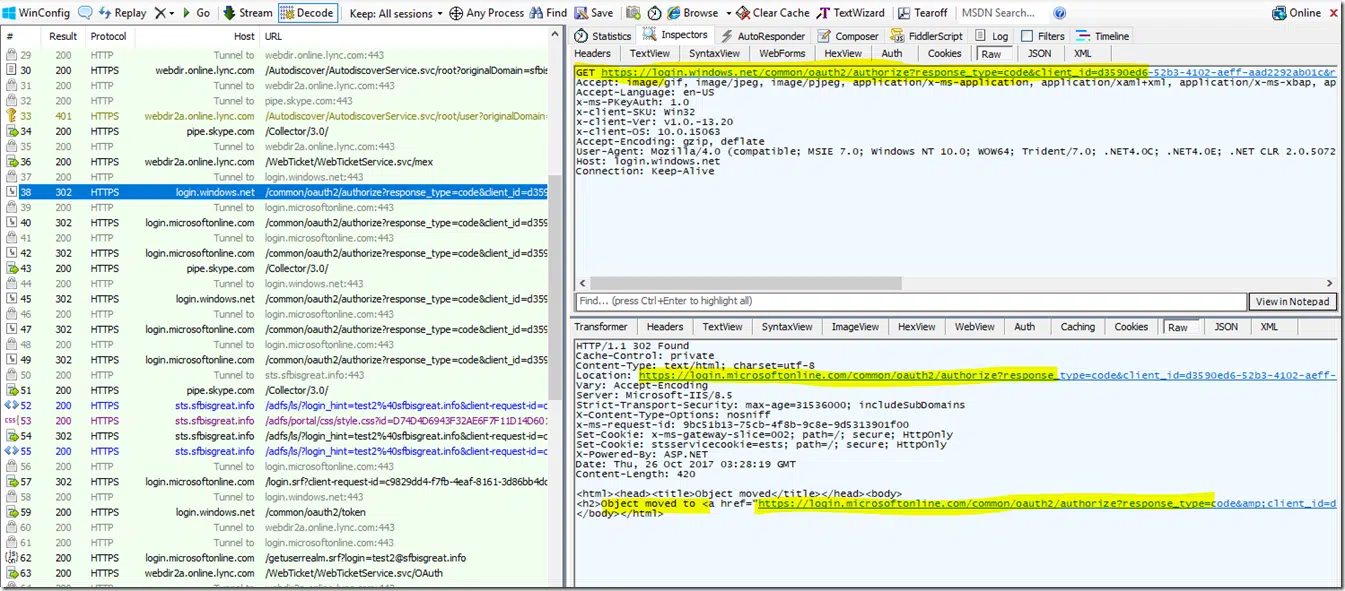 WinConfig Replay Go Stream Decode Keep: All sessions Any Process Find Save Browse Clear Cache TextWizard Tearoff MSDN Search... Online
# Result Protocol Host URL
29 200 HTTP Tunnel to webdir.online.lync.com:443
30 200 HTTPS webdir.online.lync.com /Autodiscover/AutodiscoverService.svc/root?originalDomain=sfbis
31 200 HTTP Tunnel to webdir2a.online.lync.com:443
32 200 HTTP Tunnel to pipe.skype.com:443
33 401 HTTPS webdir2a.online.lync.com /Autodiscover/AutodiscoverService.svc/root/user?originalDomain=
34 200 HTTPS pipe.skype.com /Collector/3.0/
35 200 HTTP Tunnel to webdir2a.online.lync.com:443
36 200 HTTPS webdir2a.online.lync.com /WebTicket/WebTicketService.svc/mex
37 200 HTTP Tunnel to login.windows.net:443
38 302 HTTPS login.windows.net /common/oauth2/authorize?response_type=code&client_id=d359
39 200 HTTP Tunnel to login.microsoftonline.com:443
40 302 HTTPS login.microsoftonline.com /common/oauth2/authorize?response_type=code&client_id=d359
41 200 HTTP Tunnel to login.microsoftonline.com:443
42 302 HTTPS login.microsoftonline.com /common/oauth2/authorize?response_type=code&client_id=d359
43 200 HTTPS pipe.skype.com /Collector/3.0/
44 200 HTTP Tunnel to login.windows.net:443
45 302 HTTPS login.windows.net /common/oauth2/authorize?response_type=code&client_id=d359
46 200 HTTP Tunnel to login.microsoftonline.com:443
47 302 HTTPS login.microsoftonline.com /common/oauth2/authorize?response_type=code&client_id=d359
48 200 HTTP Tunnel to login.microsoftonline.com:443
49 302 HTTPS login.microsoftonline.com /common/oauth2/authorize?response_type=code&client_id=d359
50 200 HTTP Tunnel to sts.sfbisgreat.info:443
51 200 HTTPS pipe.skype.com /Collector/3.0/
52 200 HTTPS sts.sfbisgreat.info /adfs/ls/?login_hint=test2%40sfbisgreat.info&client-request-id=c
53 200 HTTPS sts.sfbisgreat.info /adfs/portal/css/style.css?id=D74D4D6943F32AE6F7F11D14D601
54 200 HTTPS sts.sfbisgreat.info /adfs/ls/?login_hint=test2%40sfbisgreat.info&client-request-id=c
55 200 HTTPS sts.sfbisgreat.info /adfs/ls/?login_hint=test2%40sfbisgreat.info&client-request-id=c
56 200 HTTP Tunnel to login.microsoftonline.com:443
57 200 HTTPS login.microsoftonline.com /login.srf?client-request-id=c9829dd4-f7fb-4eaf-8161-3d86bb4dc
58 200 HTTP Tunnel to login.windows.net:443
59 200 HTTPS login.windows.net /common/oauth2/token
60 200 HTTP Tunnel to webdir2a.online.lync.com:443
61 200 HTTP Tunnel to login.microsoftonline.com:443
62 200 HTTPS login.microsoftonline.com /getuserrealm.srf?login=test2@sfbisgreat.info
63 200 HTTPS webdir2a.online.lync.com /WebTicket/WebTicketService.svc/OAuth
Statistics Inspectors AutoResponder Composer FiddlerScript Log Filters Timeline
Headers TextView SyntaxView WebForms HexView Auth Cookies Raw JSON XML
GET https://login.windows.net/common/oauth2/authorize?response_type=code&client_id=d3590ed6-52b3-4102-aeff-aad2292ab01c&r
Accept: image/gif, image/jpeg, image/pjpeg, application/x-ms-application, application/xaml+xml, application/x-ms-xbap, ap
Accept-Language: en-US
x-ms-PKeyAuth: 1.0
x-client-SKU: Win32
x-client-Ver: v1.0.-13.20
x-client-OS: 10.0.15063
Accept-Encoding: gzip, deflate
User-Agent: Mozilla/4.0 (compatible; MSIE 7.0; Windows NT 10.0; WOW64; Trident/7.0; .NET4.0C; .NET4.0E; .NET CLR 2.0.5072
Host: login.windows.net
Connection: Keep-Alive
Find... (press Ctrl+Enter to highlight all) View in Notepad
Transformer Headers TextView SyntaxView ImageView HexView WebView Auth Caching Cookies Raw JSON XML
HTTP/1.1 302 Found
Cache-Control: private
Content-Type: text/html; charset=utf-8
Location: https://login.microsoftonline.com/common/oauth2/authorize?response_type=code&client_id=d3590ed6-52b3-4102-aeff-
Vary: Accept-Encoding
Server: Microsoft-IIS/8.5
Strict-Transport-Security: max-age=31536000; includeSubDomains
X-Content-Type-Options: nosniff
x-ms-request-id: 9bc51b13-75cb-4f8b-9c8e-9d5313901f00
Set-Cookie: x-ms-gateway-slice=002; path=/; secure; HttpOnly
Set-Cookie: stsservicecookie=ests; path=/; secure; HttpOnly
X-Powered-By: ASP.NET
Date: Thu, 26 Oct 2017 03:28:19 GMT
Content-Length: 420
<html><head><title>Object moved</title></head><body>
<h2>Object moved to <a href="https://login.microsoftonline.com/common/oauth2/authorize?response_type=code&amp;client_id=d
</body></html>